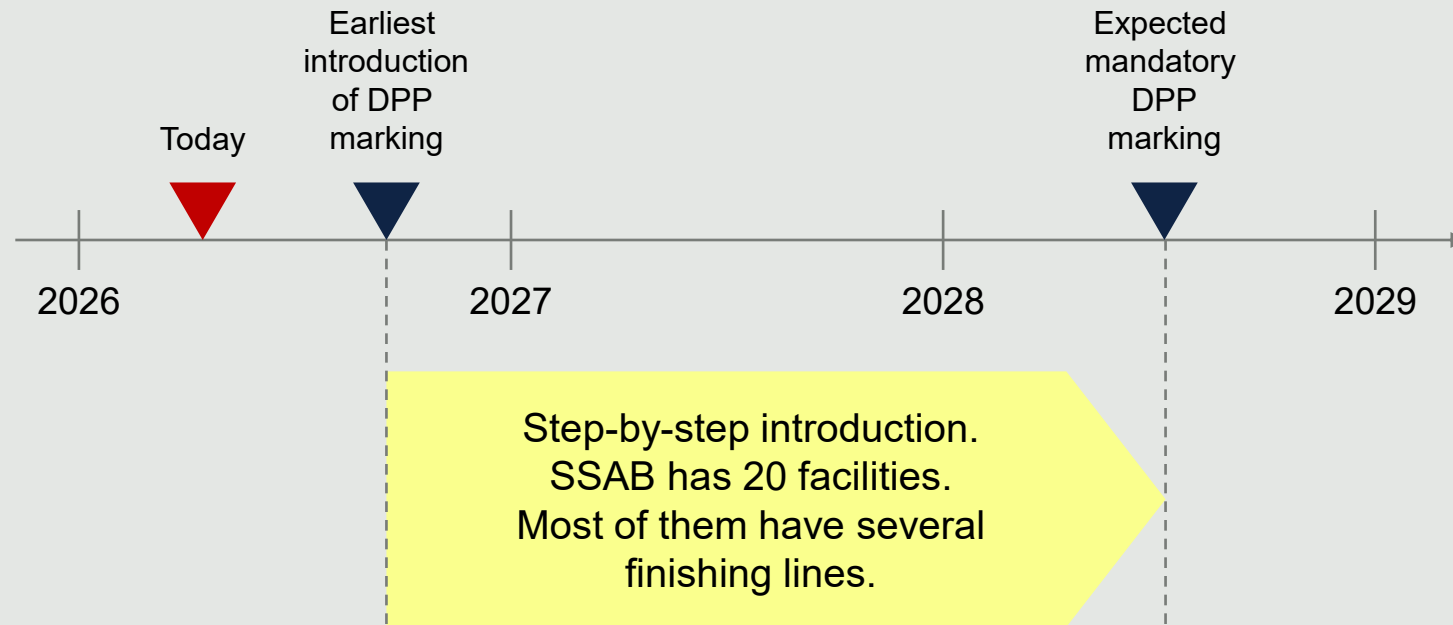 Earliest
introduction
of DPP
marking
Expected
mandatory
DPP
marking
Today
2026
2027
2028
2029
Step-by-step introduction.
SSAB has 20 facilities.
Most of them have several
finishing lines.